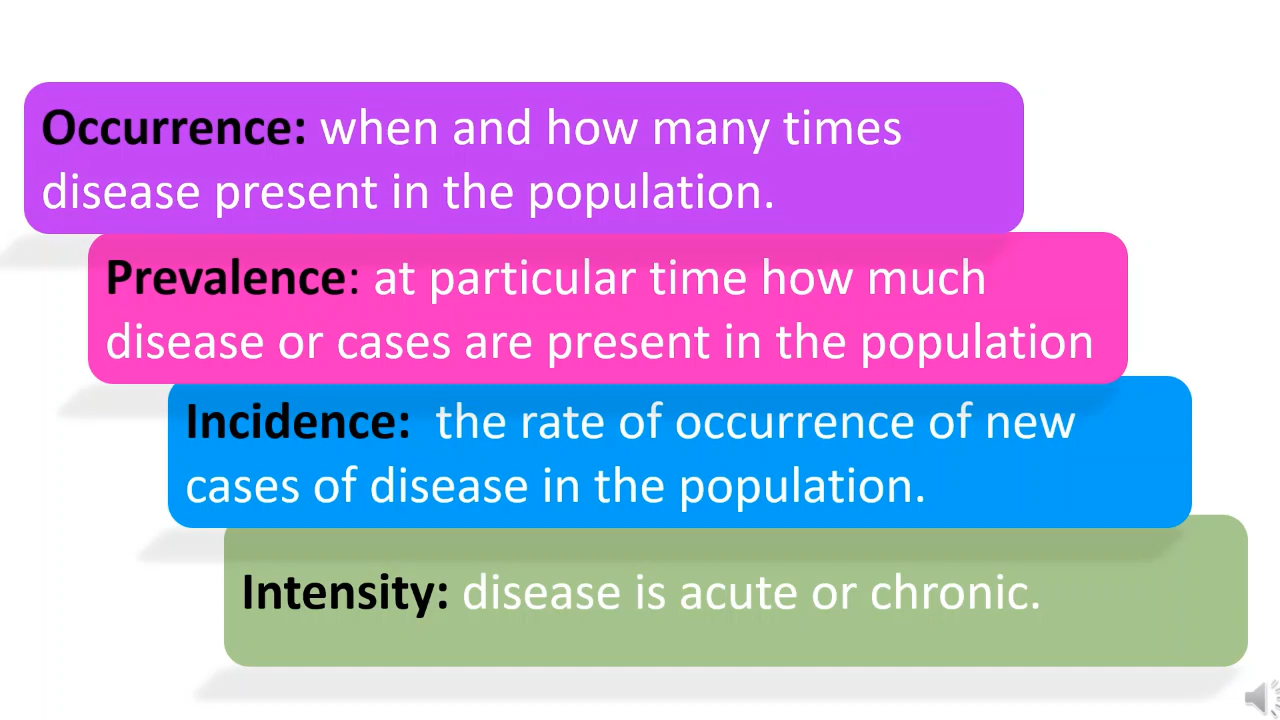 Occurrence: when and how many times
disease present in the population.
Prevalence: at particular time how much
disease or cases are present in the population
Incidence:  the rate of occurrence of new
cases of disease in the population.
Intensity: disease is acute or chronic.